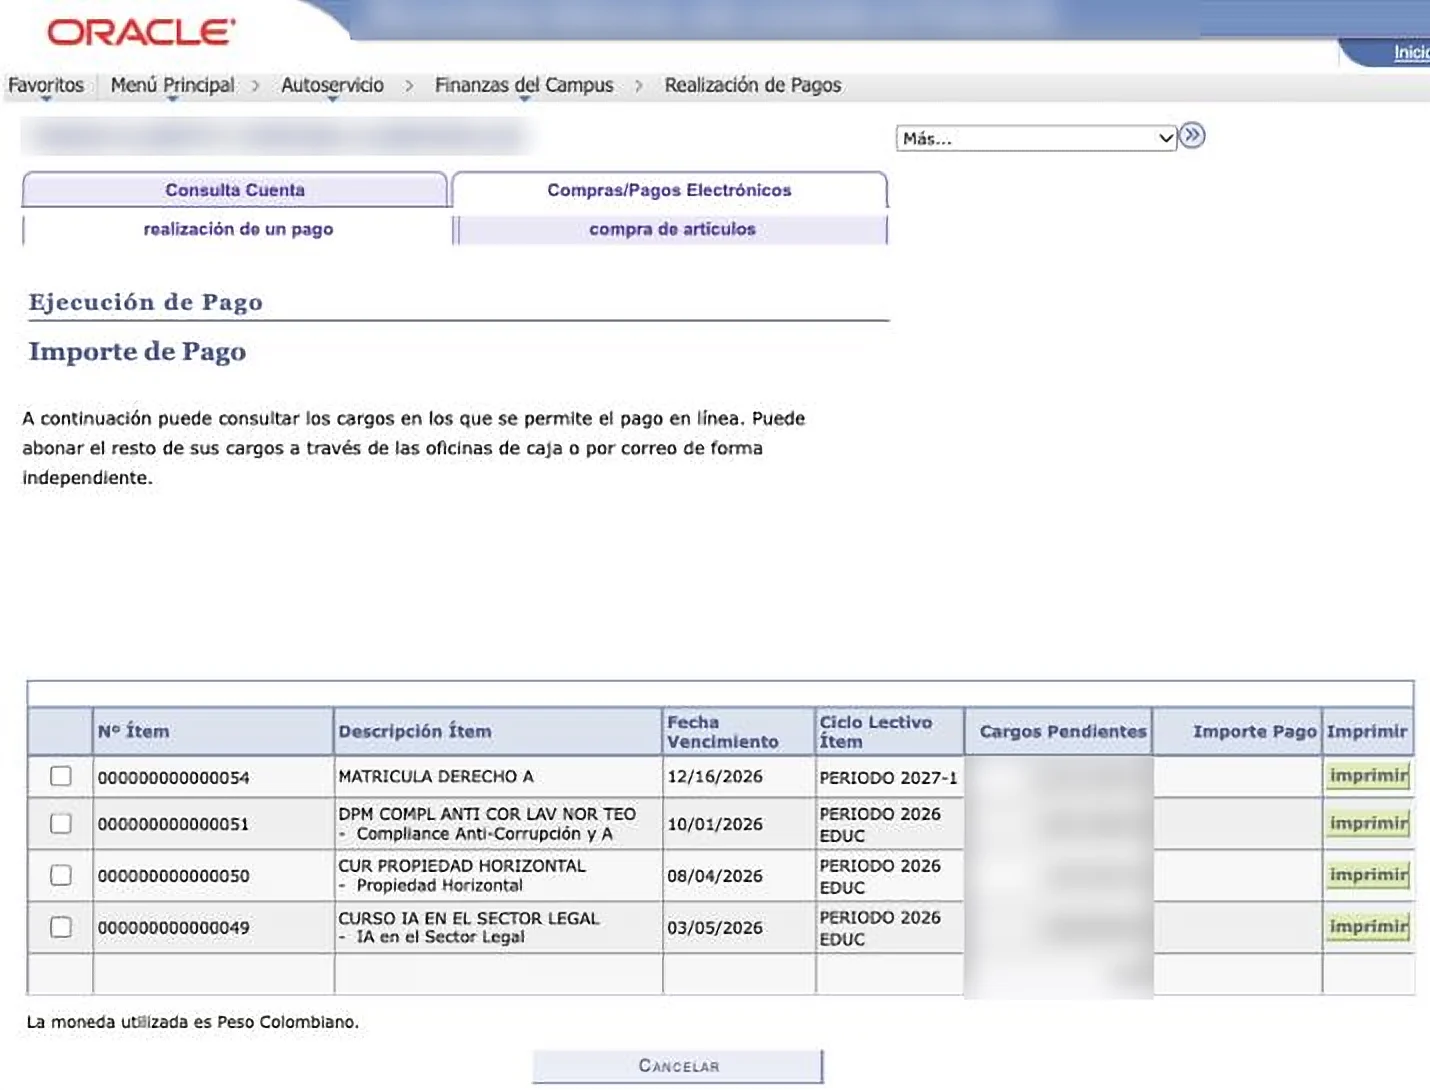 ORACLE
Inicio
Favoritos Menú Principal > Autoservicio > Finanzas del Campus > Realización de Pagos
Más...
Consulta Cuenta Compras/Pagos Electrónicos
realización de un pago compra de articulos
Ejecución de Pago
Importe de Pago
A continuación puede consultar los cargos en los que se permite el pago en línea. Puede
abonar el resto de sus cargos a través de las oficinas de caja o por correo de forma
independiente.
Nº Ítem Descripción Ítem Fecha Vencimiento Ciclo Lectivo Ítem Cargos Pendientes Importe Pago Imprimir
000000000000054 MATRICULA DERECHO A 12/16/2026 PERIODO 2027-1 imprimir
000000000000051 DPM COMPL ANTI COR LAV NOR TEO - Compliance Anti-Corrupción y A 10/01/2026 PERIODO 2026 EDUC imprimir
000000000000050 CUR PROPIEDAD HORIZONTAL - Propiedad Horizontal 08/04/2026 PERIODO 2026 EDUC imprimir
000000000000049 CURSO IA EN EL SECTOR LEGAL - IA en el Sector Legal 03/05/2026 PERIODO 2026 EDUC imprimir
La moneda utilizada es Peso Colombiano.
CANCELAR